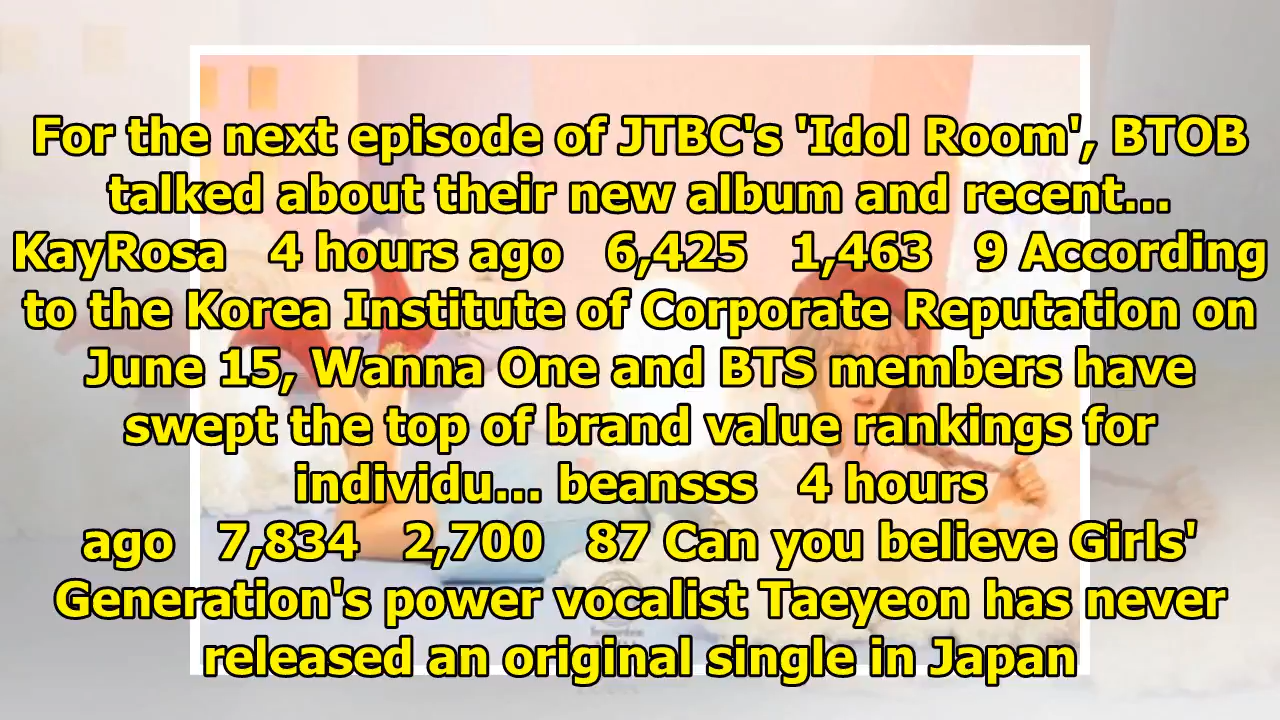 For the next episode of JTBC's 'Idol Room', BTOB
talked about their new album and recent...
KayRosa 4 hours ago 6,425 1,463 9 According
to the Korea Institute of Corporate Reputation on
June 15, Wanna One and BTS members have
swept the top of brand value rankings for
individu... beansss 4 hours
ago 7,834 2,700 87 Can you believe Girls'
Generation's power vocalist Taeyeon has never
released an original single in Japan